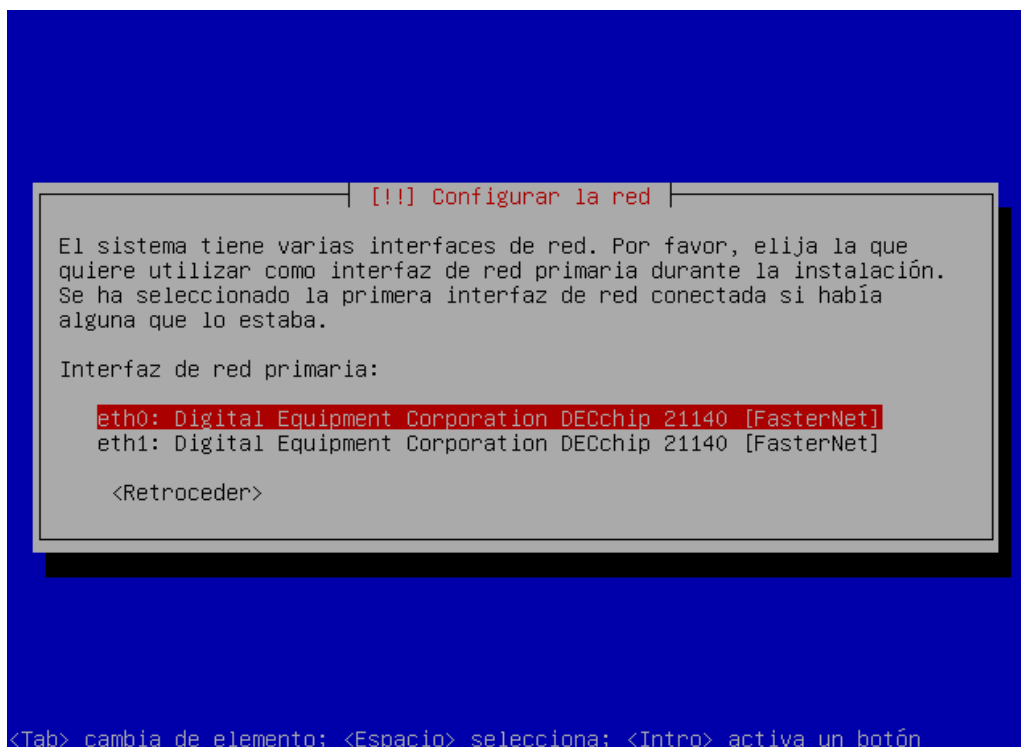 [!!] Configurar la red
El sistema tiene varias interfaces de red. Por favor, elija la que
quiere utilizar como interfaz de red primaria durante la instalación.
Se ha seleccionado la primera interfaz de red conectada si había
alguna que lo estaba.
Interfaz de red primaria:
eth0: Digital Equipment Corporation DECchip 21140 [FasterNet]
eth1: Digital Equipment Corporation DECchip 21140 [FasterNet]
<Retroceder>
<Tab> cambia de elemento; <Espacio> selecciona; <Intro> activa un botón